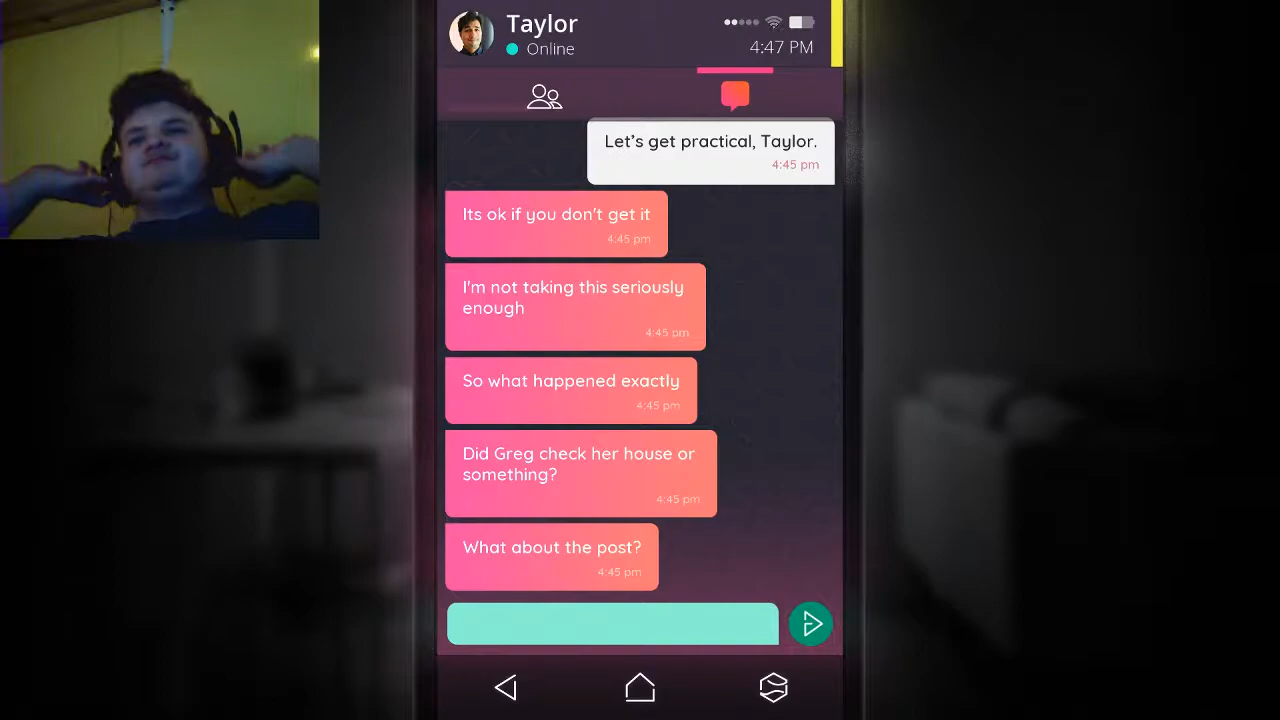 Taylor
Online
4:47 PM
Let's get practical, Taylor.
4:45 pm
Its ok if you don't get it
4:45 pm
I'm not taking this seriously
enough
4:45 pm
So what happened exactly
4:45 pm
Did Greg check her house or
something?
4:45 pm
What about the post?
4:45 pm